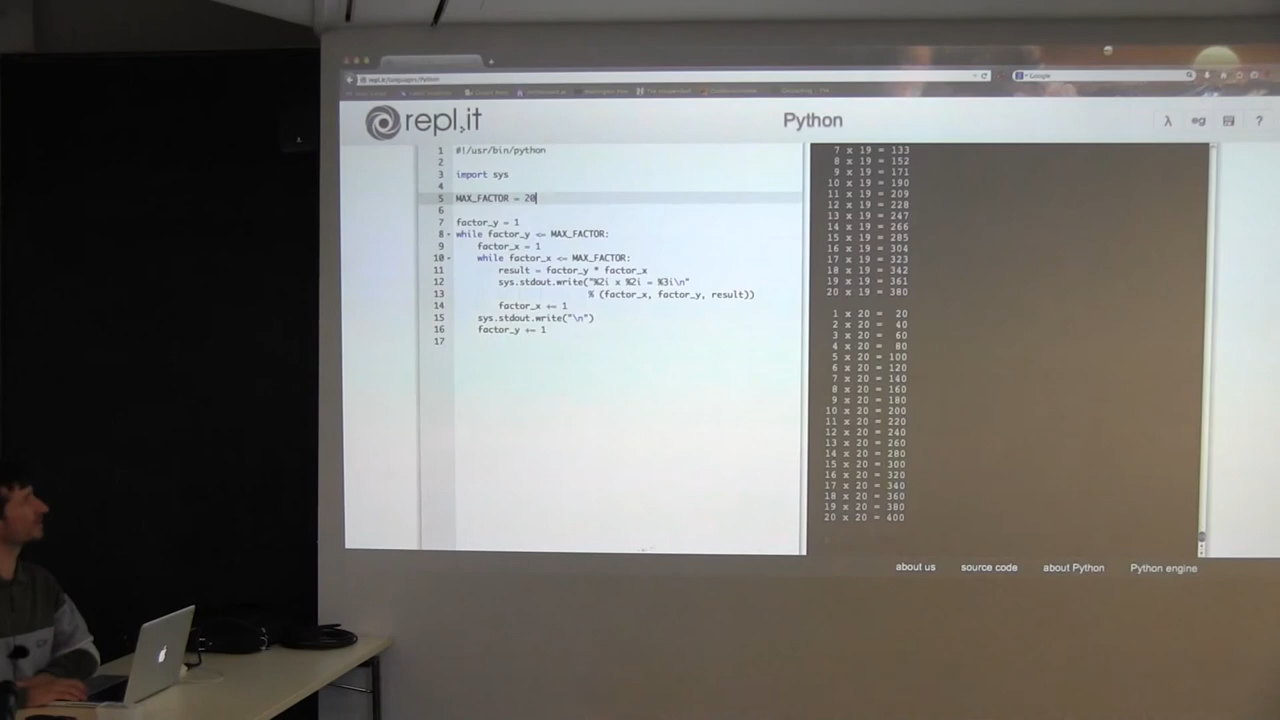 repl.it/languages/Python
Google
repl.it
Python
λ
eg
?
1 #!/usr/bin/python
2
3 import sys
4
5 MAX_FACTOR = 20
6
7 factor_y = 1
8 while factor_y <= MAX_FACTOR:
9 factor_x = 1
10 while factor_x <= MAX_FACTOR:
11 result = factor_y * factor_x
12 sys.stdout.write("%2i x %2i = %3i\n"
13 % (factor_x, factor_y, result))
14 factor_x += 1
15 sys.stdout.write("\n")
16 factor_y += 1
17
7 x 19 = 133
8 x 19 = 152
9 x 19 = 171
10 x 19 = 190
11 x 19 = 209
12 x 19 = 228
13 x 19 = 247
14 x 19 = 266
15 x 19 = 285
16 x 19 = 304
17 x 19 = 323
18 x 19 = 342
19 x 19 = 361
20 x 19 = 380
1 x 20 = 20
2 x 20 = 40
3 x 20 = 60
4 x 20 = 80
5 x 20 = 100
6 x 20 = 120
7 x 20 = 140
8 x 20 = 160
9 x 20 = 180
10 x 20 = 200
11 x 20 = 220
12 x 20 = 240
13 x 20 = 260
14 x 20 = 280
15 x 20 = 300
16 x 20 = 320
17 x 20 = 340
18 x 20 = 360
19 x 20 = 380
20 x 20 = 400
about us
source code
about Python
Python engine